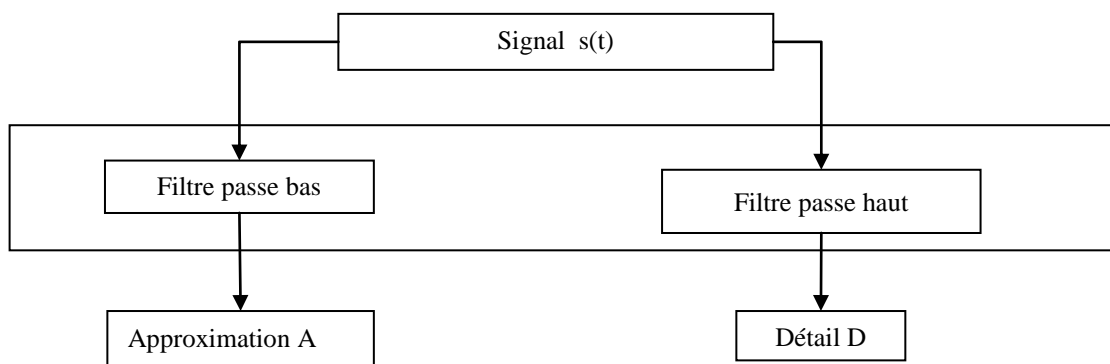 Signal s(t)
Filtre passe bas
Filtre passe haut
Approximation A
Détail D